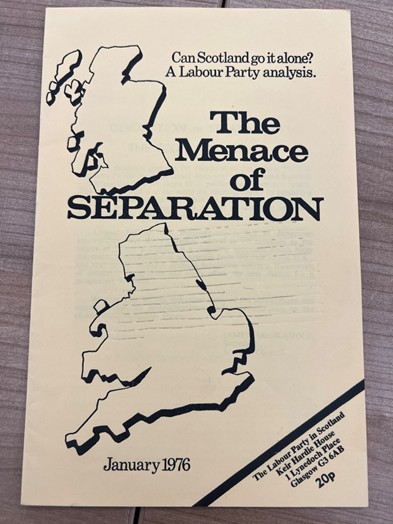 Can Scotland go it alone?
A Labour Party analysis.
The
Menace
of
SEPARATION
January 1976
The Labour Party in Scotland
Keir Hardie House
1 Lynedoch Place
Glasgow G3 6AB
20p